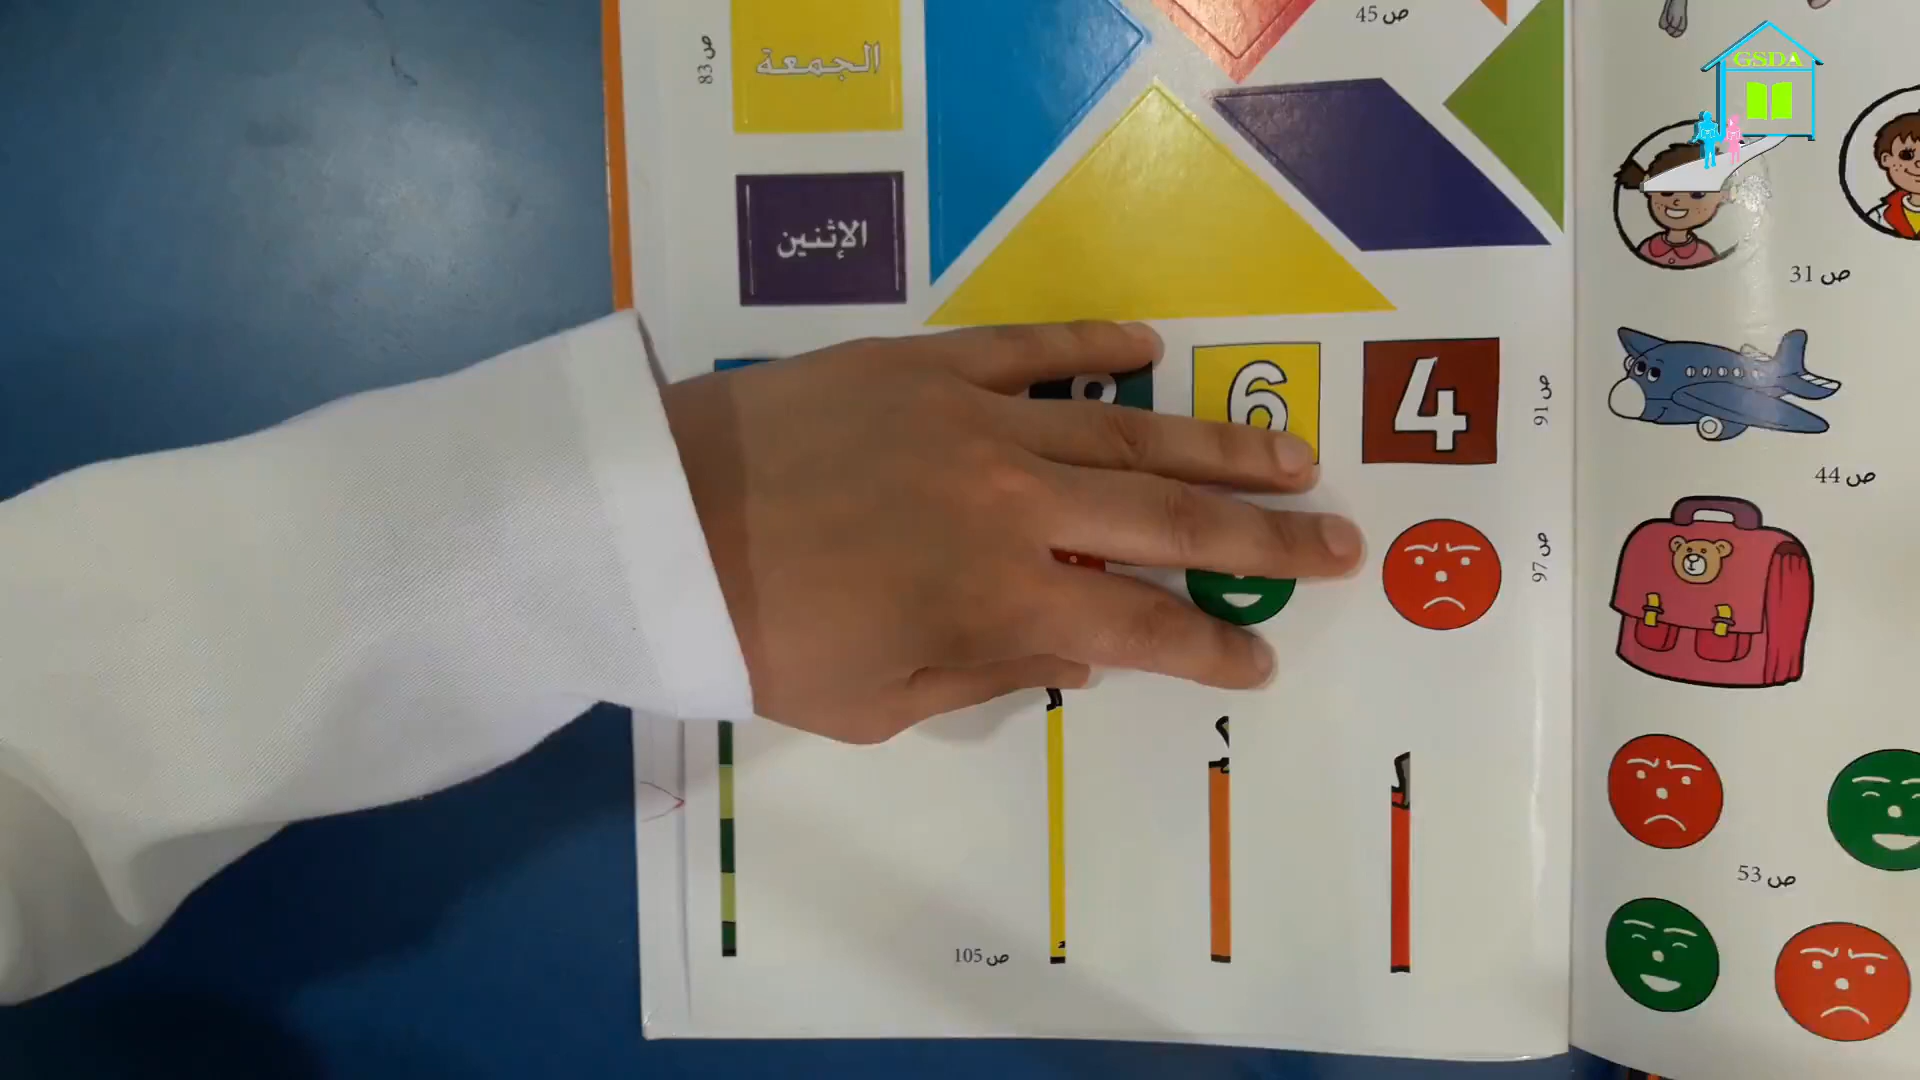 ص 45
ص 83
الجمعة
GSDA
الإثنين
ص 31
6
4
ص 91
ص 44
ص 97
ص 53
ص 105